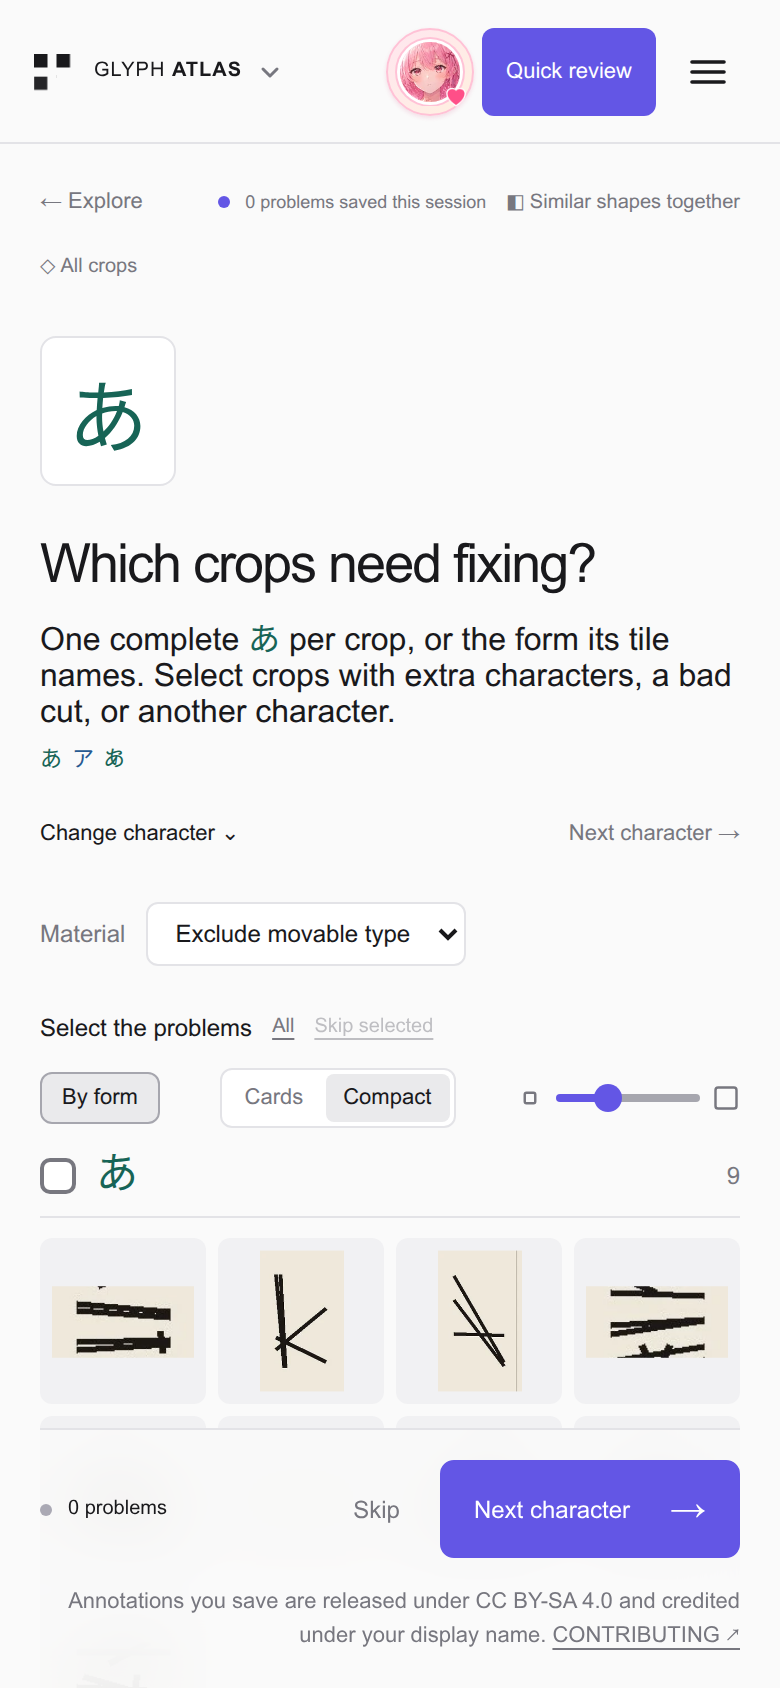 GLYPH ATLAS
Quick review
← Explore
0 problems saved this session
Similar shapes together
All crops
あ
Which crops need fixing?
One complete あ per crop, or the form its tile
names. Select crops with extra characters, a bad
cut, or another character.
あ ア あ
Change character
Next character →
Material
Exclude movable type
Select the problems
All
Skip selected
By form
Cards
Compact
あ
9
0 problems
Skip
Next character →
Annotations you save are released under CC BY-SA 4.0 and credited
under your display name. CONTRIBUTING ↗